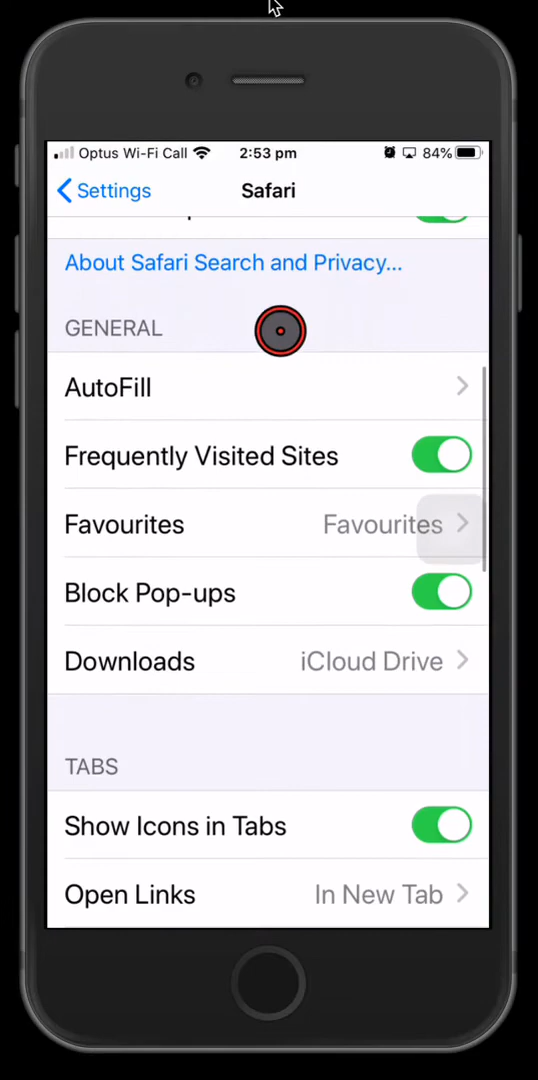 Optus Wi-Fi Call 2:53 pm 84%
Settings Safari
About Safari Search and Privacy...
GENERAL
AutoFill
Frequently Visited Sites
Favourites Favourites
Block Pop-ups
Downloads iCloud Drive
TABS
Show Icons in Tabs
Open Links In New Tab